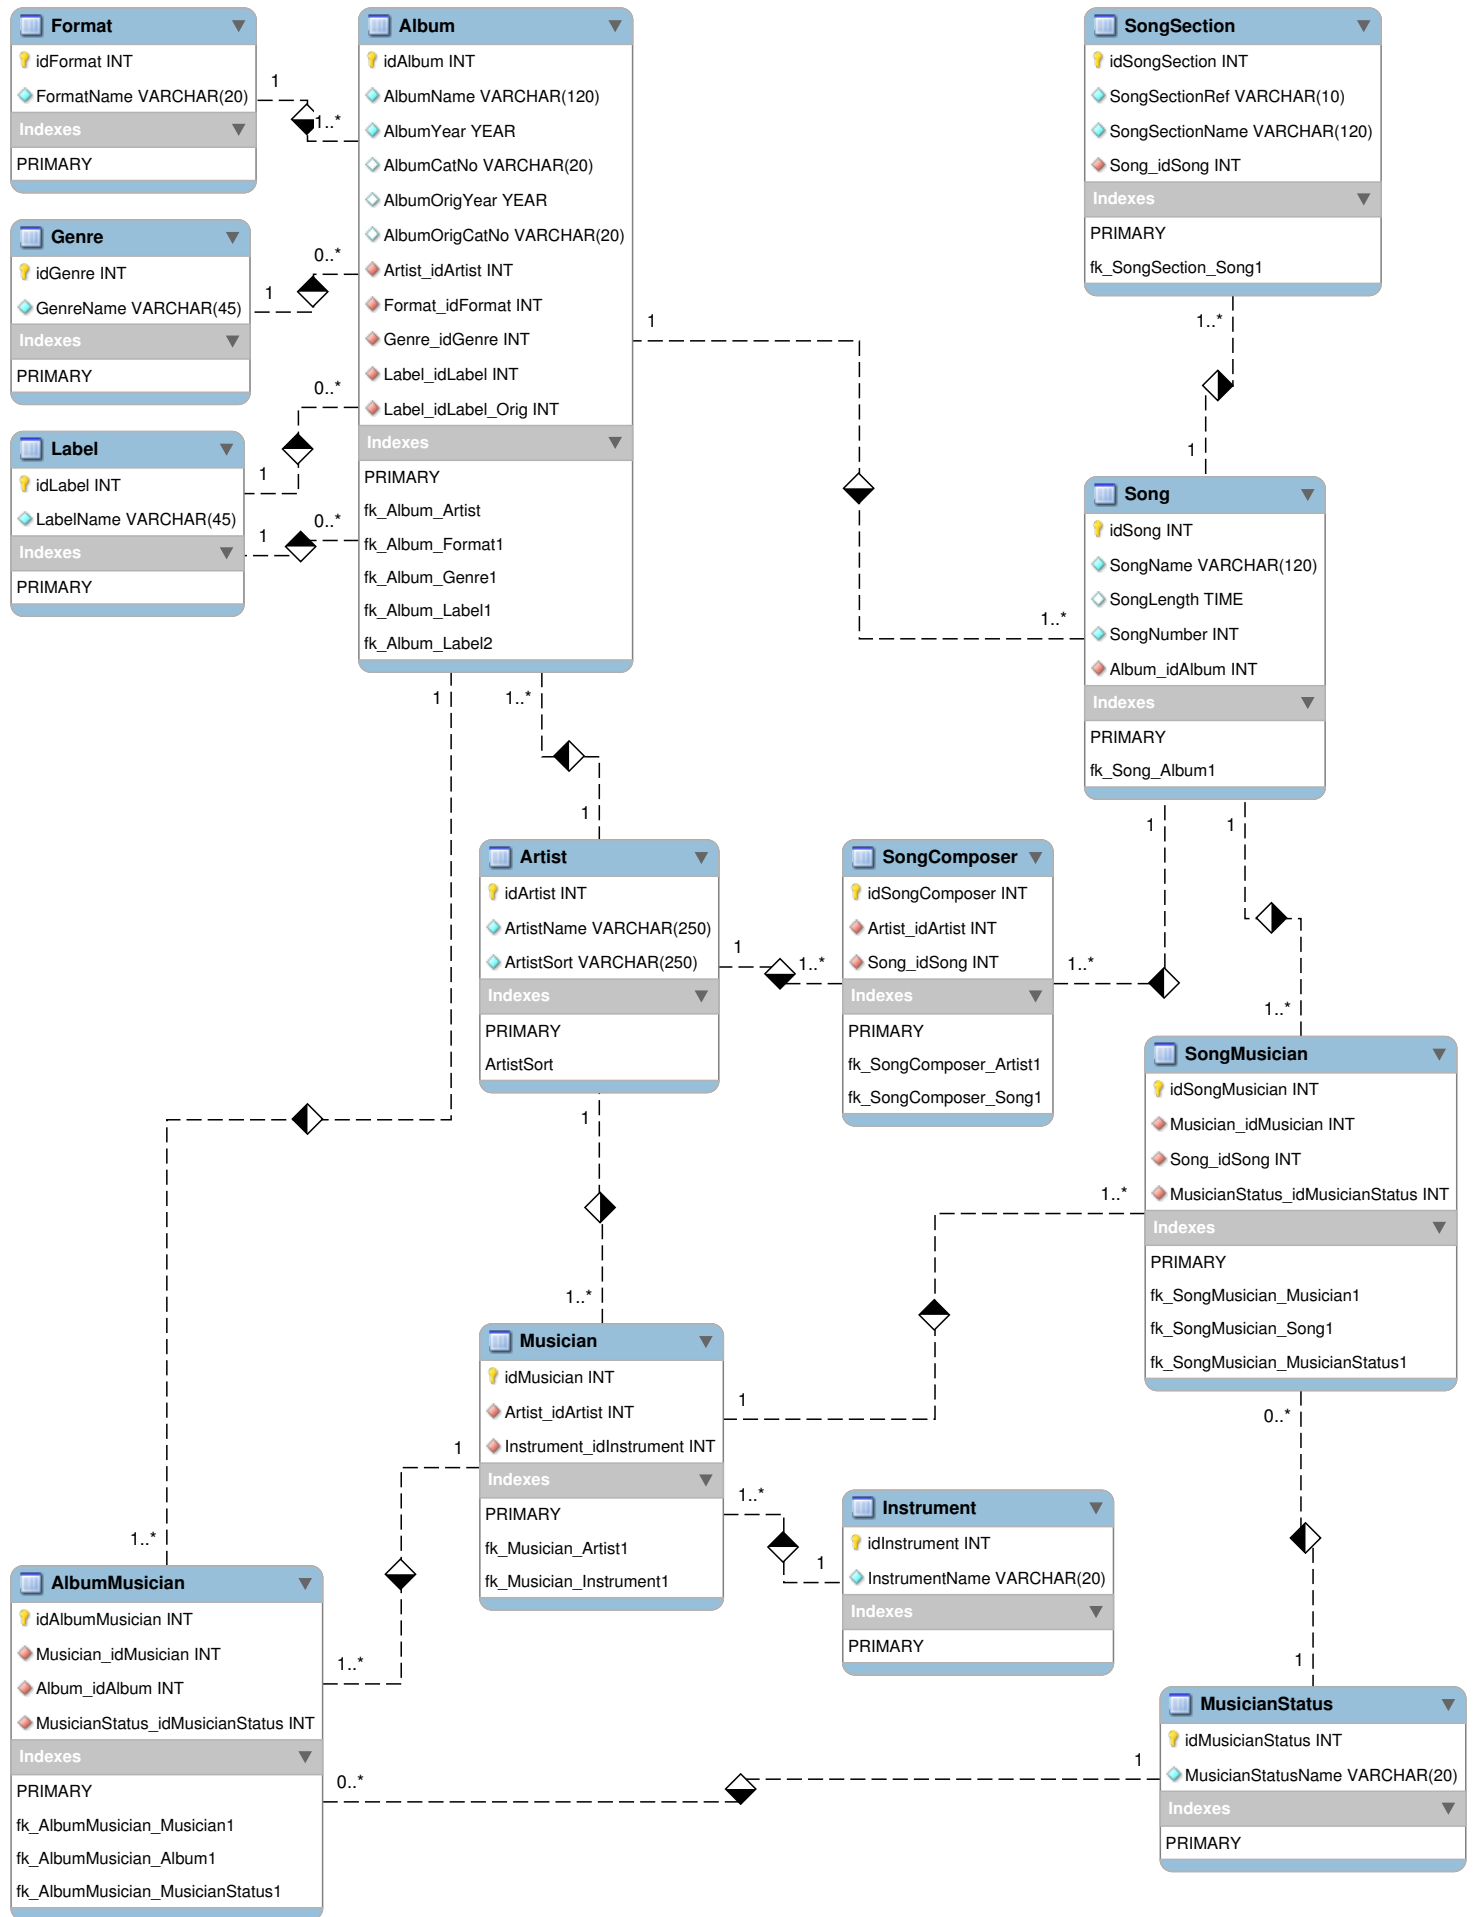 Format
idFormat INT
FormatName VARCHAR(20)
Indexes
PRIMARY
1
1..*
Genre
idGenre INT
GenreName VARCHAR(45)
Indexes
PRIMARY
1
0..*
Label
idLabel INT
LabelName VARCHAR(45)
Indexes
PRIMARY
1
0..*
1
0..*
Album
idAlbum INT
AlbumName VARCHAR(120)
AlbumYear YEAR
AlbumCatNo VARCHAR(20)
AlbumOrigYear YEAR
AlbumOrigCatNo VARCHAR(20)
Artist_idArtist INT
Format_idFormat INT
Genre_idGenre INT
Label_idLabel INT
Label_idLabel_Orig INT
Indexes
PRIMARY
fk_Album_Artist
fk_Album_Format1
fk_Album_Genre1
fk_Album_Label1
fk_Album_Label2
1
1..*
1
1..*
1
SongSection
idSongSection INT
SongSectionRef VARCHAR(10)
SongSectionName VARCHAR(120)
Song_idSong INT
Indexes
PRIMARY
fk_SongSection_Song1
1..*
1
Song
idSong INT
SongName VARCHAR(120)
SongLength TIME
SongNumber INT
Album_idAlbum INT
Indexes
PRIMARY
fk_Song_Album1
1
1
Artist
idArtist INT
ArtistName VARCHAR(250)
ArtistSort VARCHAR(250)
Indexes
PRIMARY
ArtistSort
1
1..*
1
1..*
SongComposer
idSongComposer INT
Artist_idArtist INT
Song_idSong INT
Indexes
PRIMARY
fk_SongComposer_Artist1
fk_SongComposer_Song1
1..*
1..*
SongMusician
idSongMusician INT
Musician_idMusician INT
Song_idSong INT
MusicianStatus_idMusicianStatus INT
Indexes
PRIMARY
fk_SongMusician_Musician1
fk_SongMusician_Song1
fk_SongMusician_MusicianStatus1
1..*
0..*
Musician
idMusician INT
Artist_idArtist INT
Instrument_idInstrument INT
Indexes
PRIMARY
fk_Musician_Artist1
fk_Musician_Instrument1
1
1
1..*
1
Instrument
idInstrument INT
InstrumentName VARCHAR(20)
Indexes
PRIMARY
1..*
AlbumMusician
idAlbumMusician INT
Musician_idMusician INT
Album_idAlbum INT
MusicianStatus_idMusicianStatus INT
Indexes
PRIMARY
fk_AlbumMusician_Musician1
fk_AlbumMusician_Album1
fk_AlbumMusician_MusicianStatus1
1..*
0..*
1
1
MusicianStatus
idMusicianStatus INT
MusicianStatusName VARCHAR(20)
Indexes
PRIMARY